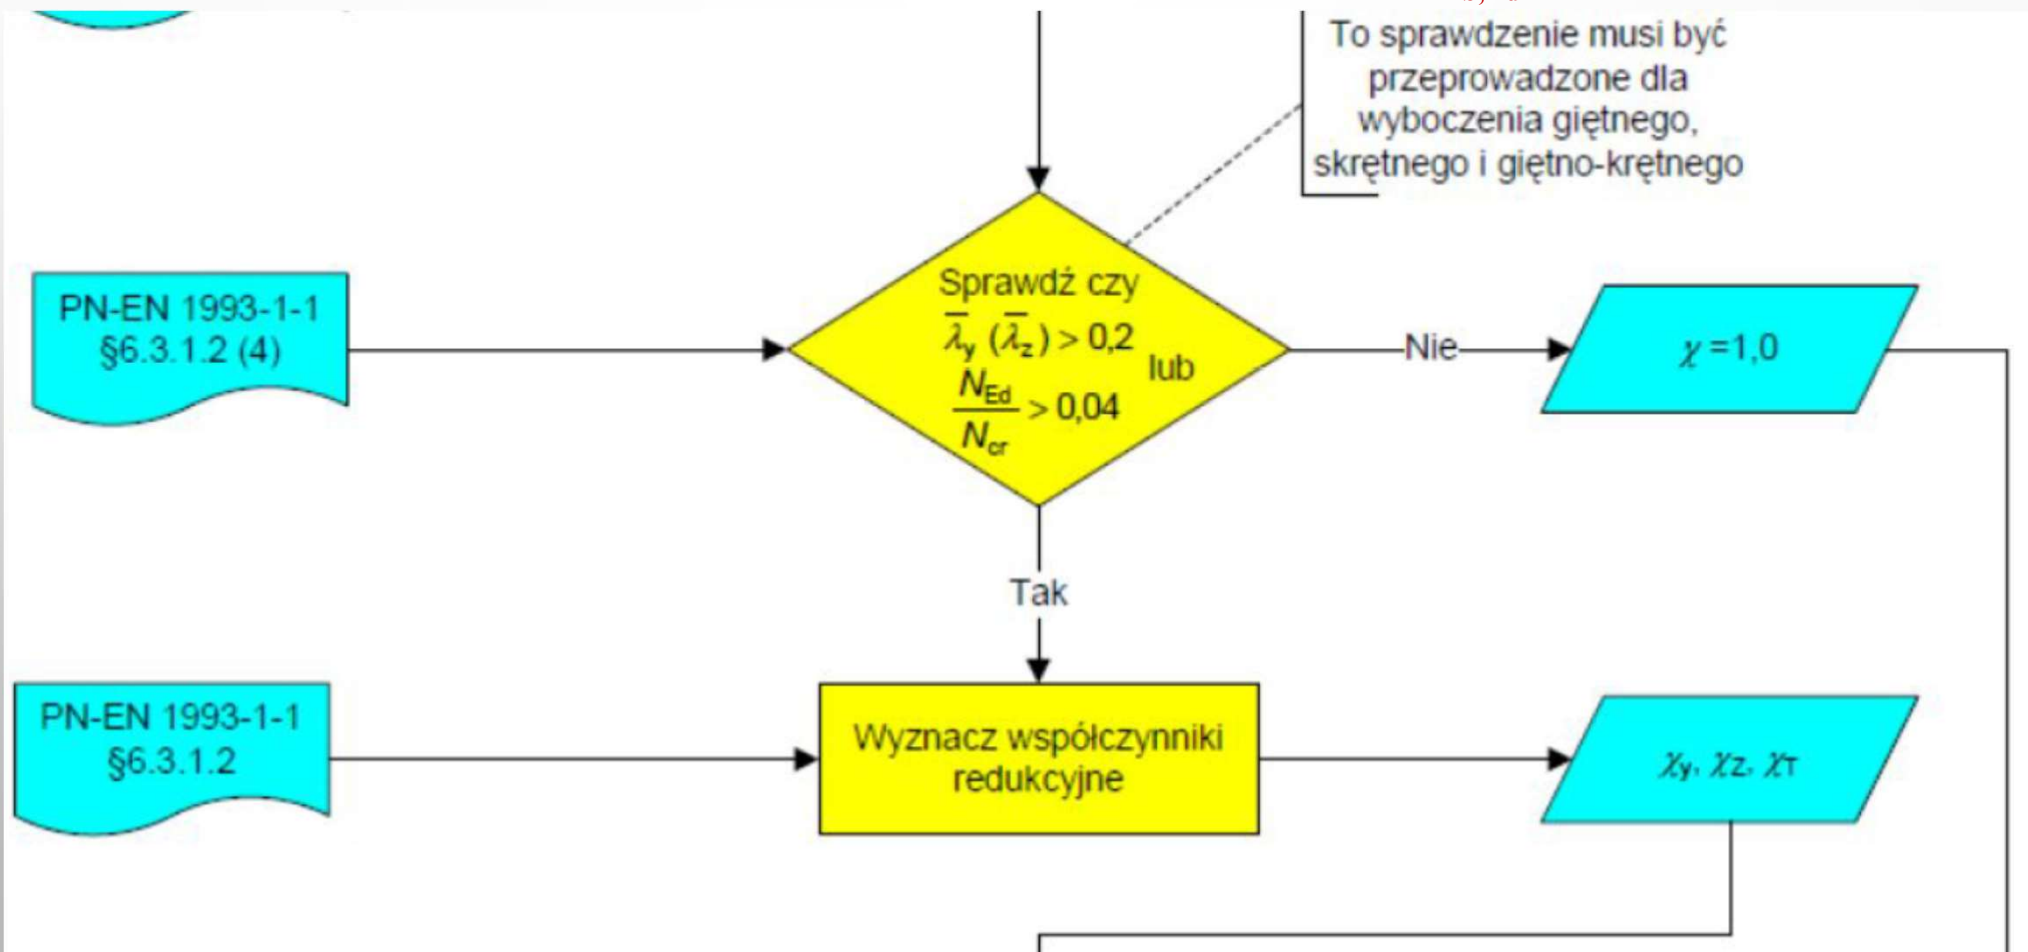 To sprawdzenie musi być
przeprowadzone dla
wyboczenia giętnego,
skrętnego i giętno-krętnego
PN-EN 1993-1-1
§6.3.1.2 (4)
Sprawdź czy
λ̅y (λ̅z) > 0,2
lub
NEd
Ncr
> 0,04
Nie
χ =1,0
Tak
PN-EN 1993-1-1
§6.3.1.2
Wyznacz współczynniki
redukcyjne
χy, χz, χT